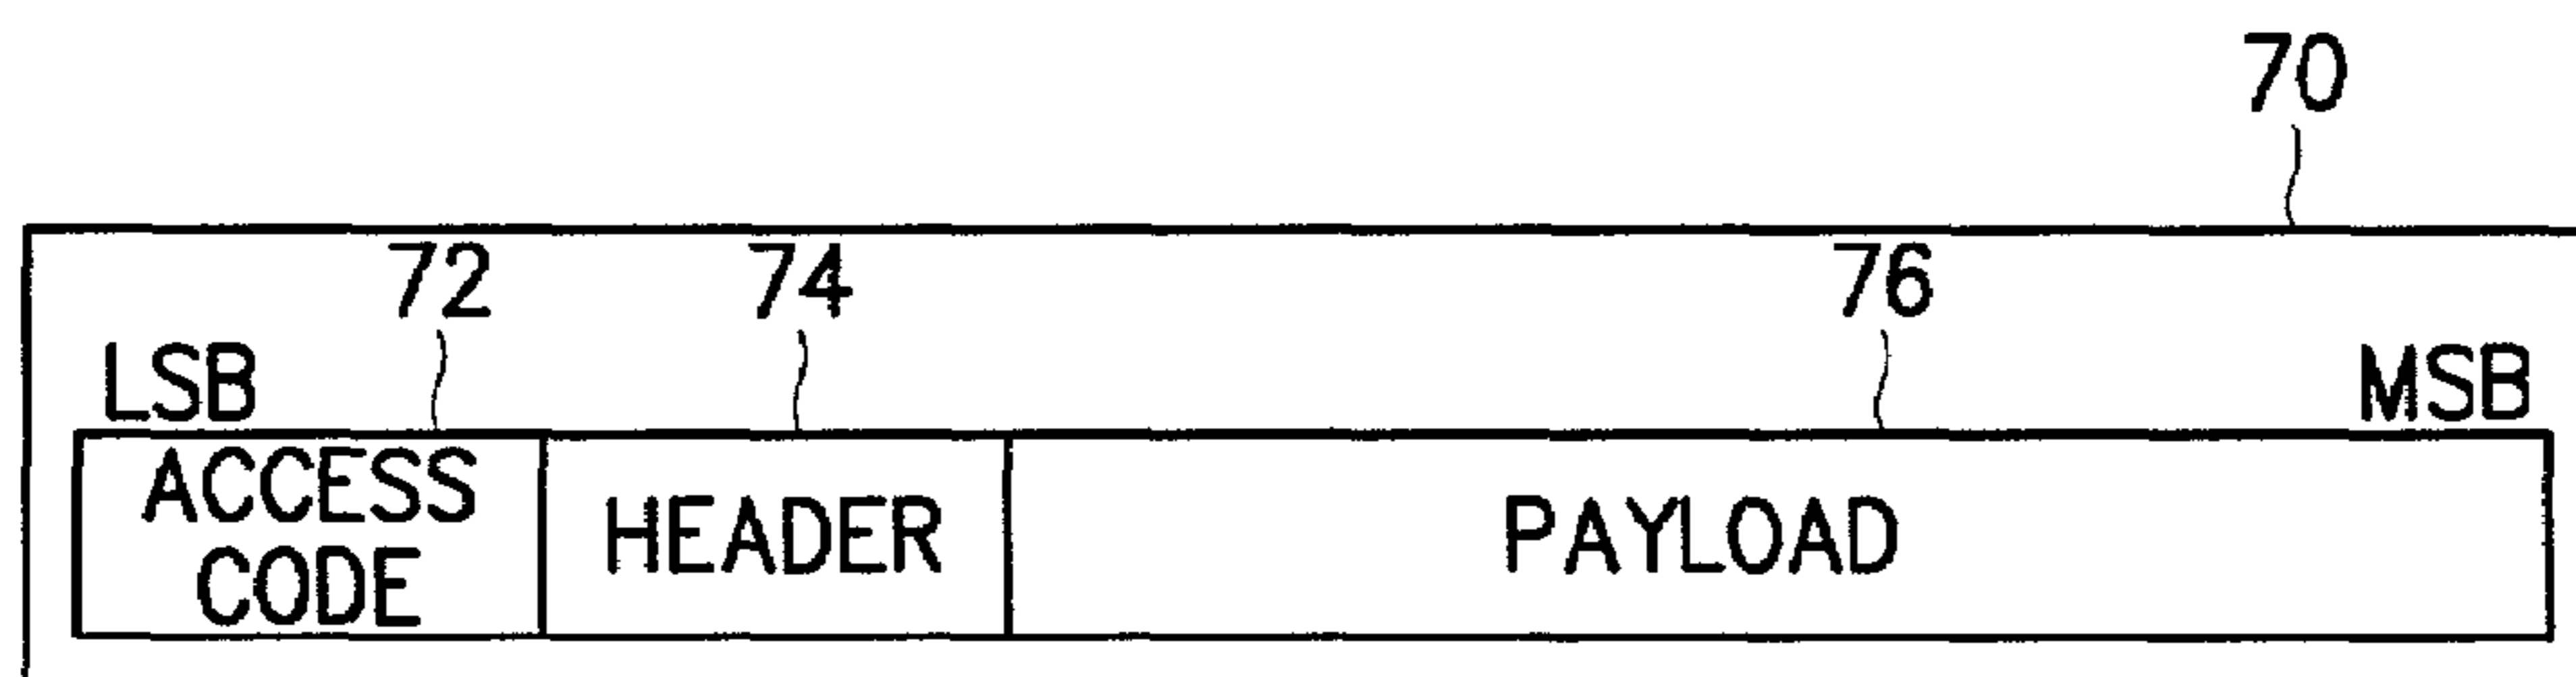 70
72 74 76
LSB MSB
ACCESS
CODE
HEADER
PAYLOAD